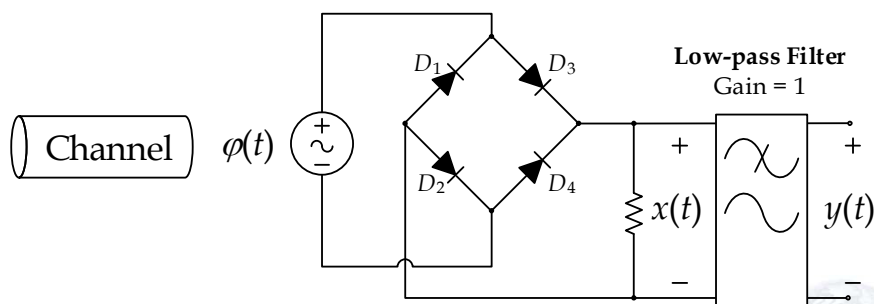 Low-pass Filter
Gain = 1
D1
D3
Channel
φ(t)
+
−
D2
D4
+
x(t)
−
+
y(t)
−